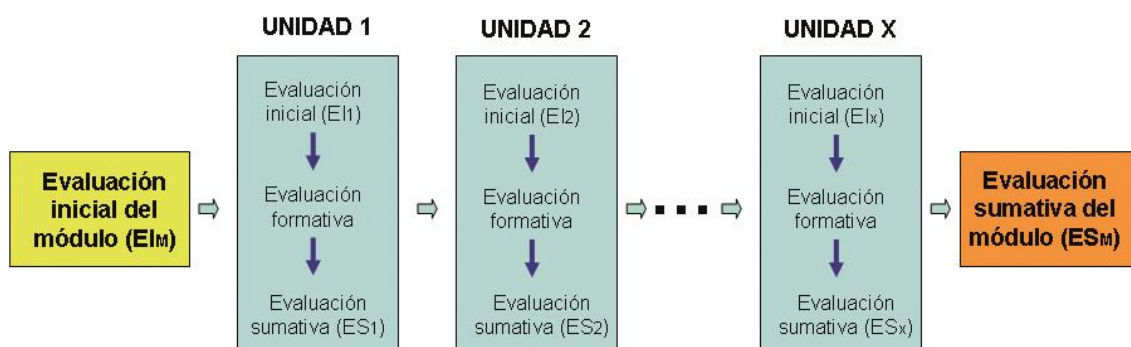 UNIDAD 1
UNIDAD 2
UNIDAD X
Evaluación
inicial del
módulo (EIM)
Evaluación
inicial (EI1)
Evaluación
formativa
Evaluación
sumativa (ES1)
Evaluación
inicial (EI2)
Evaluación
formativa
Evaluación
sumativa (ES2)
Evaluación
inicial (EIx)
Evaluación
formativa
Evaluación
sumativa (ESx)
Evaluación
sumativa del
módulo (ESM)